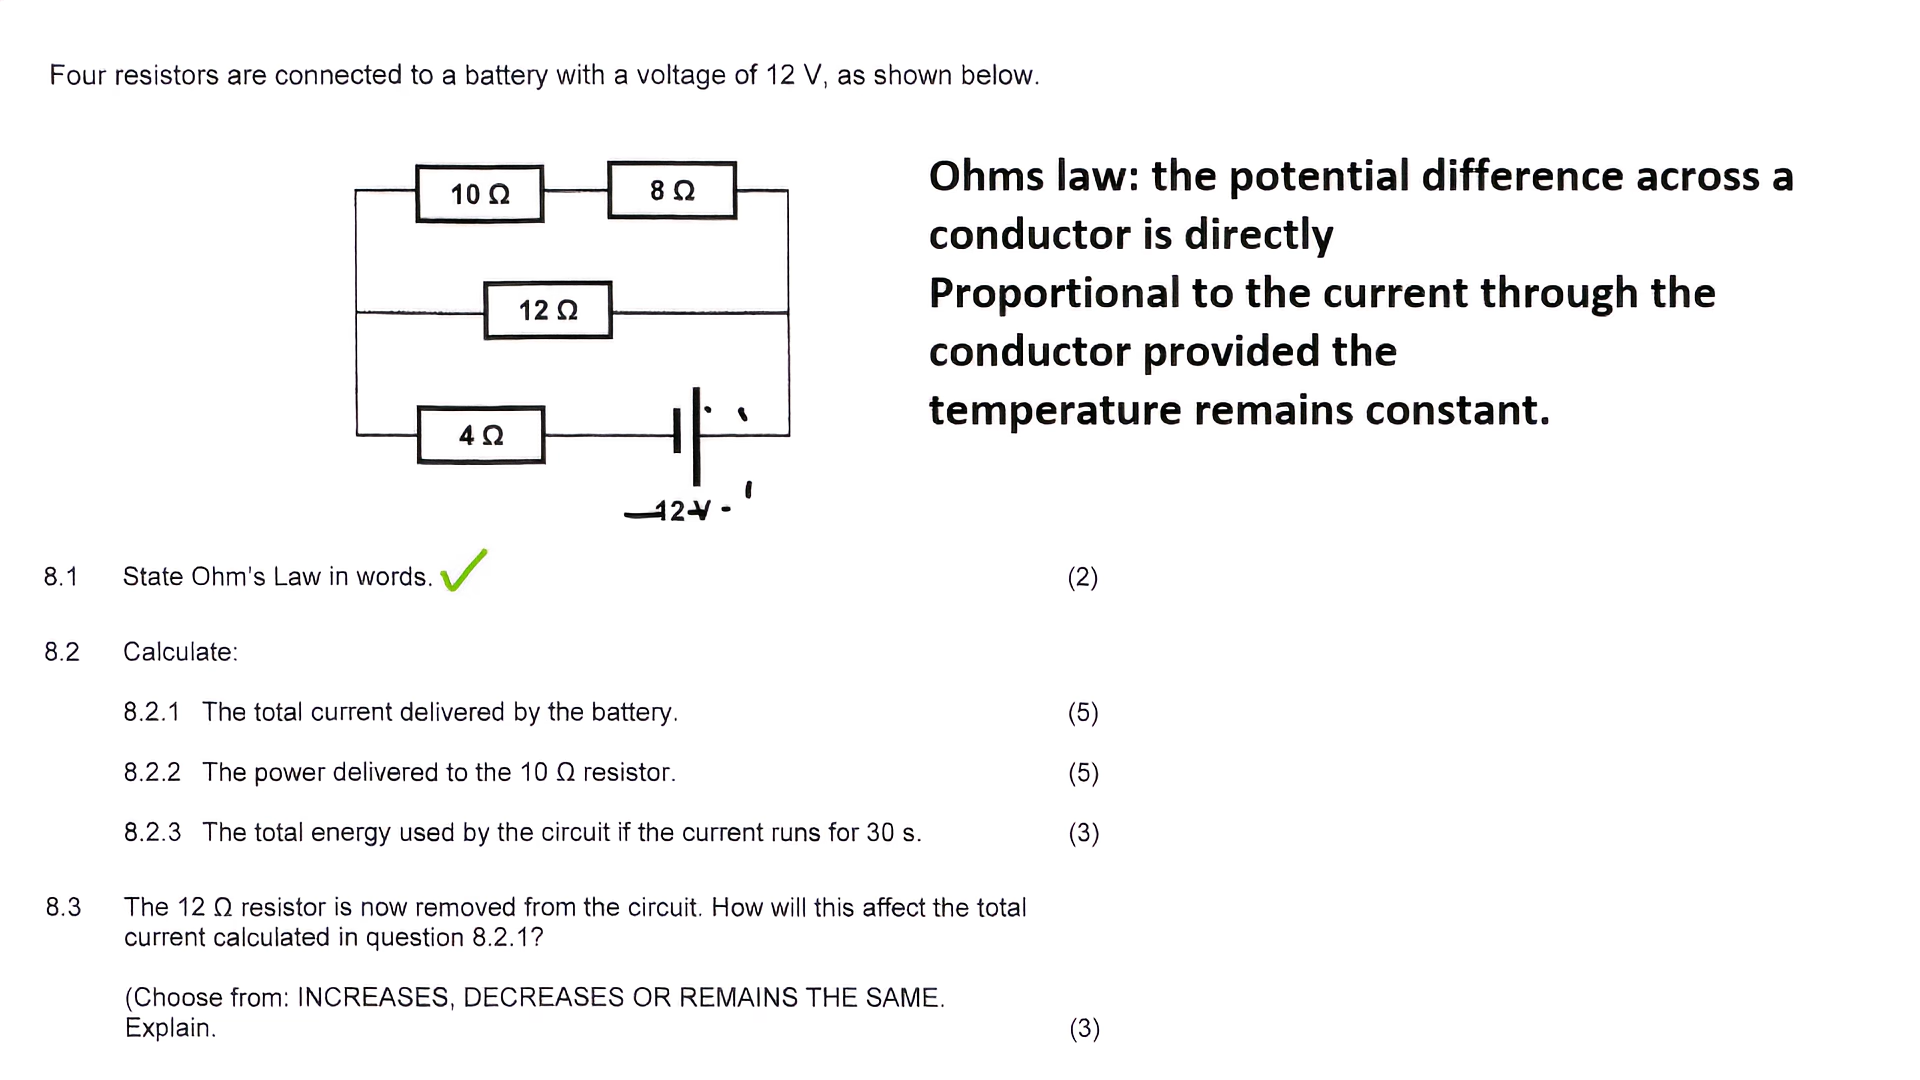 Four resistors are connected to a battery with a voltage of 12 V, as shown below.
10 Ω
8 Ω
12 Ω
4 Ω
12 V
Ohms law: the potential difference across a
conductor is directly
Proportional to the current through the
conductor provided the
temperature remains constant.
8.1 State Ohm's Law in words. (2)
8.2 Calculate:
8.2.1 The total current delivered by the battery. (5)
8.2.2 The power delivered to the 10 Ω resistor. (5)
8.2.3 The total energy used by the circuit if the current runs for 30 s. (3)
8.3 The 12 Ω resistor is now removed from the circuit. How will this affect the total
current calculated in question 8.2.1?
(Choose from: INCREASES, DECREASES OR REMAINS THE SAME.
Explain. (3)